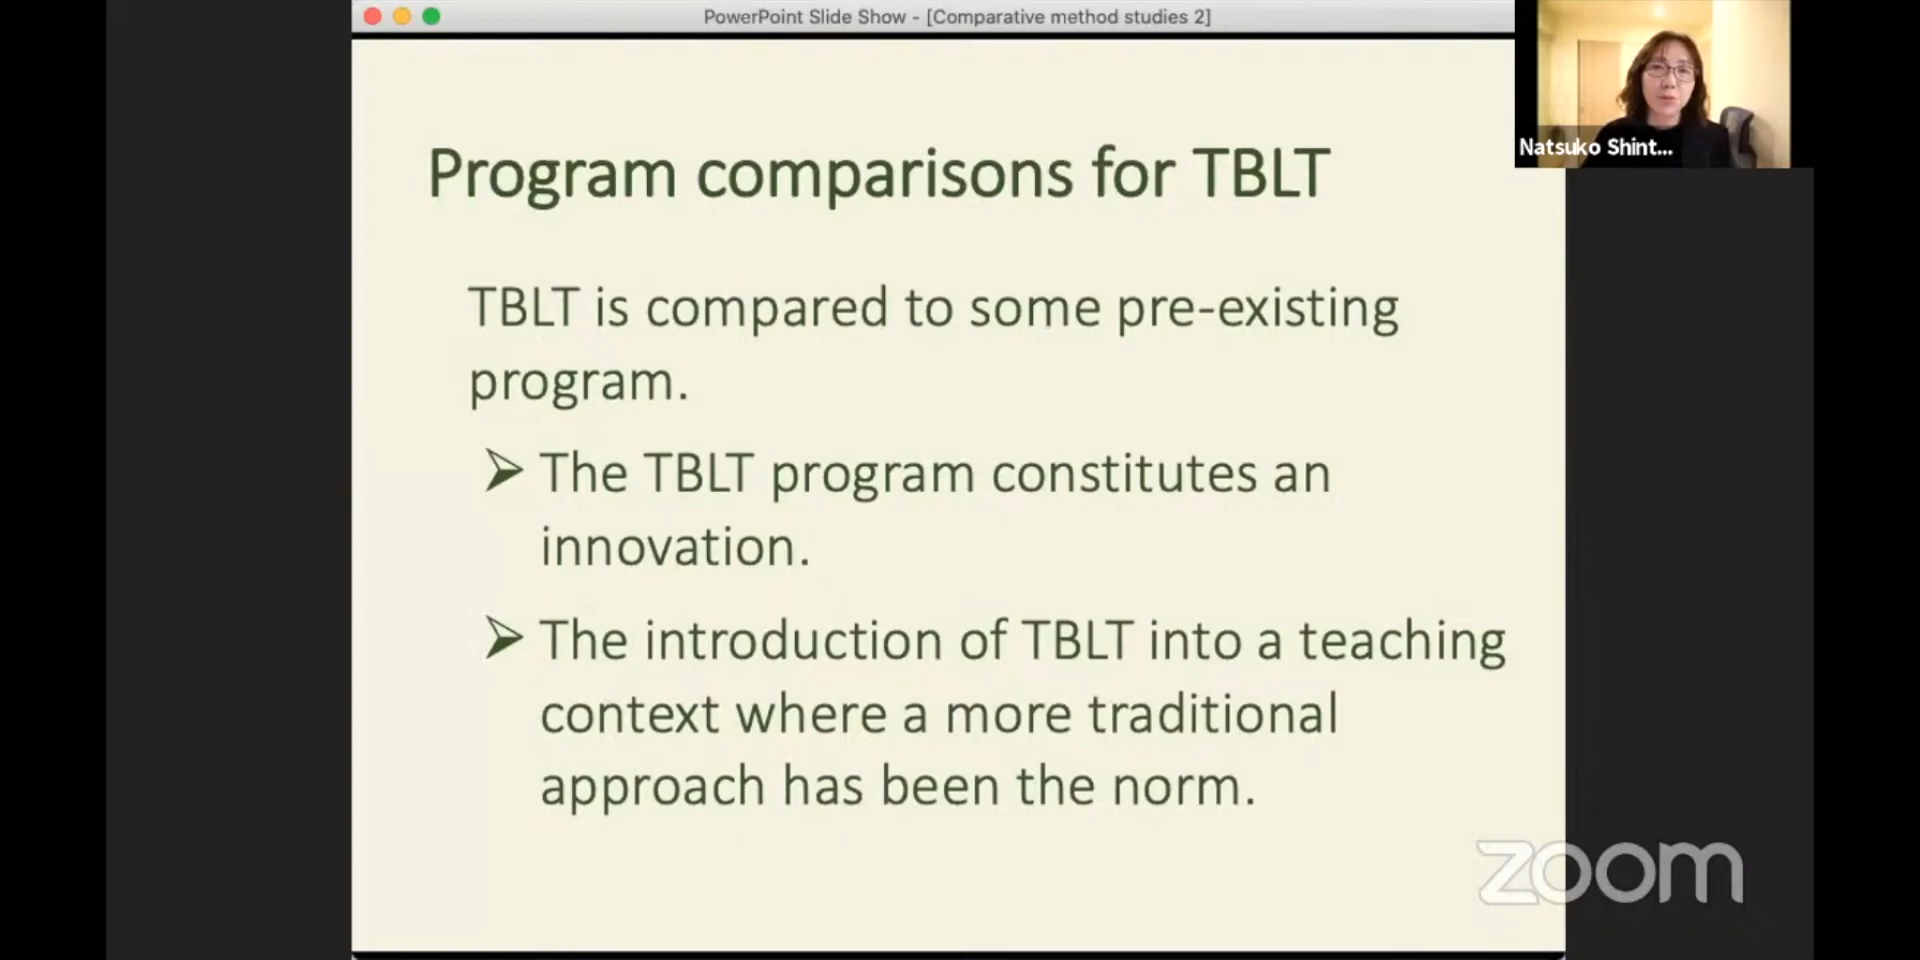 PowerPoint Slide Show - [Comparative method studies 2]
Natsuko Shint...
Program comparisons for TBLT
TBLT is compared to some pre-existing
program.
➢ The TBLT program constitutes an
innovation.
➢ The introduction of TBLT into a teaching
context where a more traditional
approach has been the norm.
zoom